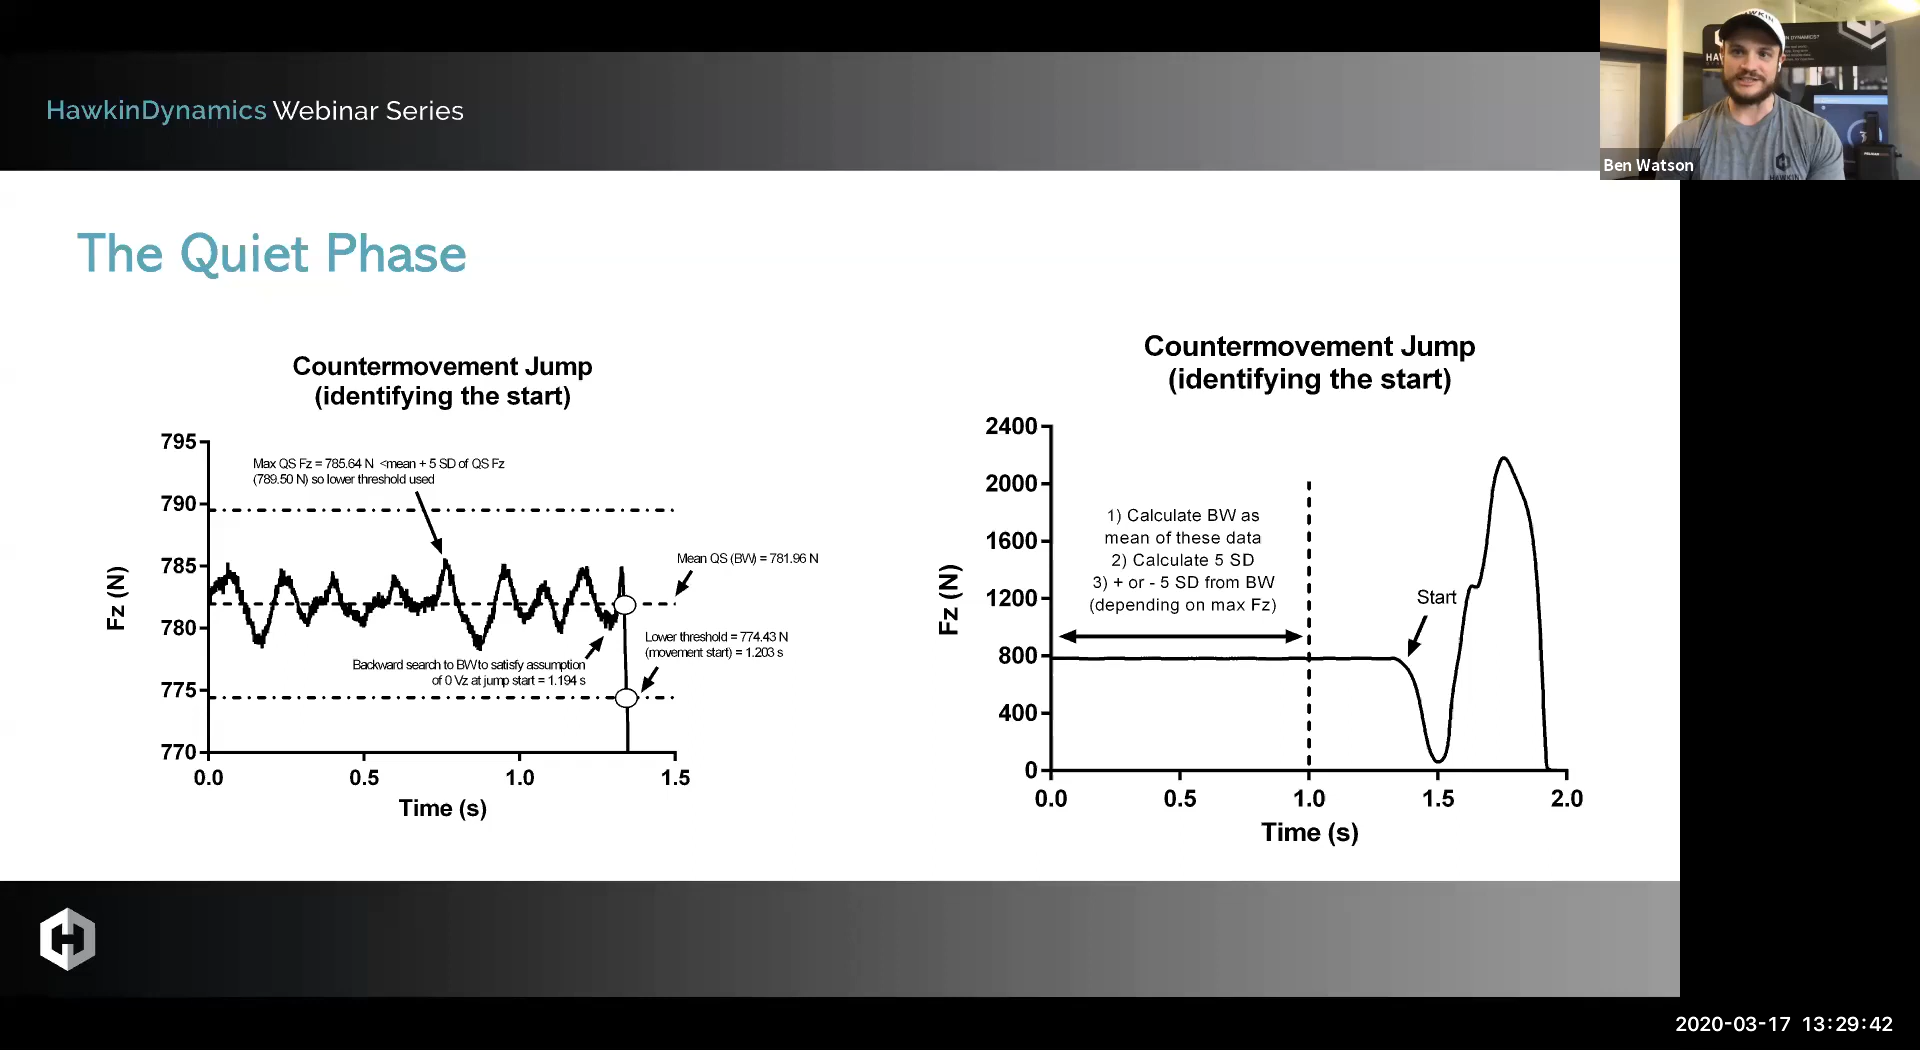 HawkinDynamics Webinar Series
Ben Watson
The Quiet Phase
Countermovement Jump
(identifying the start)
795
790
785
780
775
770
Fz (N)
0.0 0.5 1.0 1.5
Time (s)
Max QS Fz = 785.64 N <mean + 5 SD of QS Fz
(789.50 N) so lower threshold used
Mean QS (BW) = 781.96 N
Lower threshold = 774.43 N
(movement start) = 1.203 s
Backward search to BW to satisfy assumption
of 0 Vz at jump start = 1.194 s
Countermovement Jump
(identifying the start)
2400
2000
1600
1200
800
400
0
Fz (N)
0.0 0.5 1.0 1.5 2.0
Time (s)
1) Calculate BW as
mean of these data
2) Calculate 5 SD
3) + or - 5 SD from BW
(depending on max Fz)
Start
2020-03-17 13:29:42